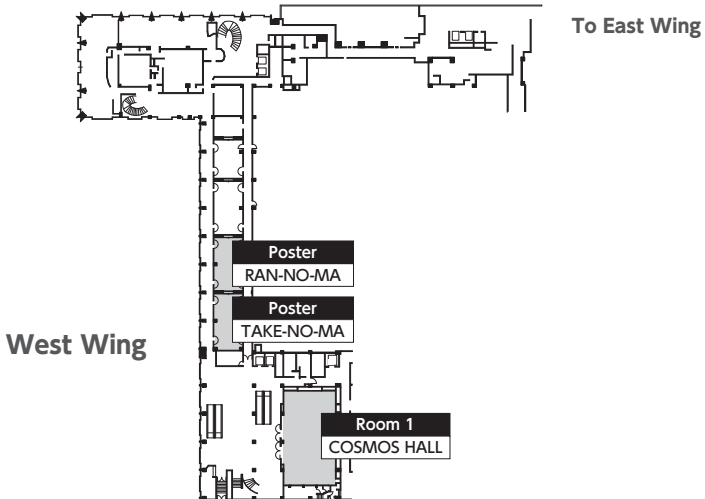 To East Wing
Poster
RAN-NO-MA
Poster
TAKE-NO-MA
West Wing
Room 1
COSMOS HALL